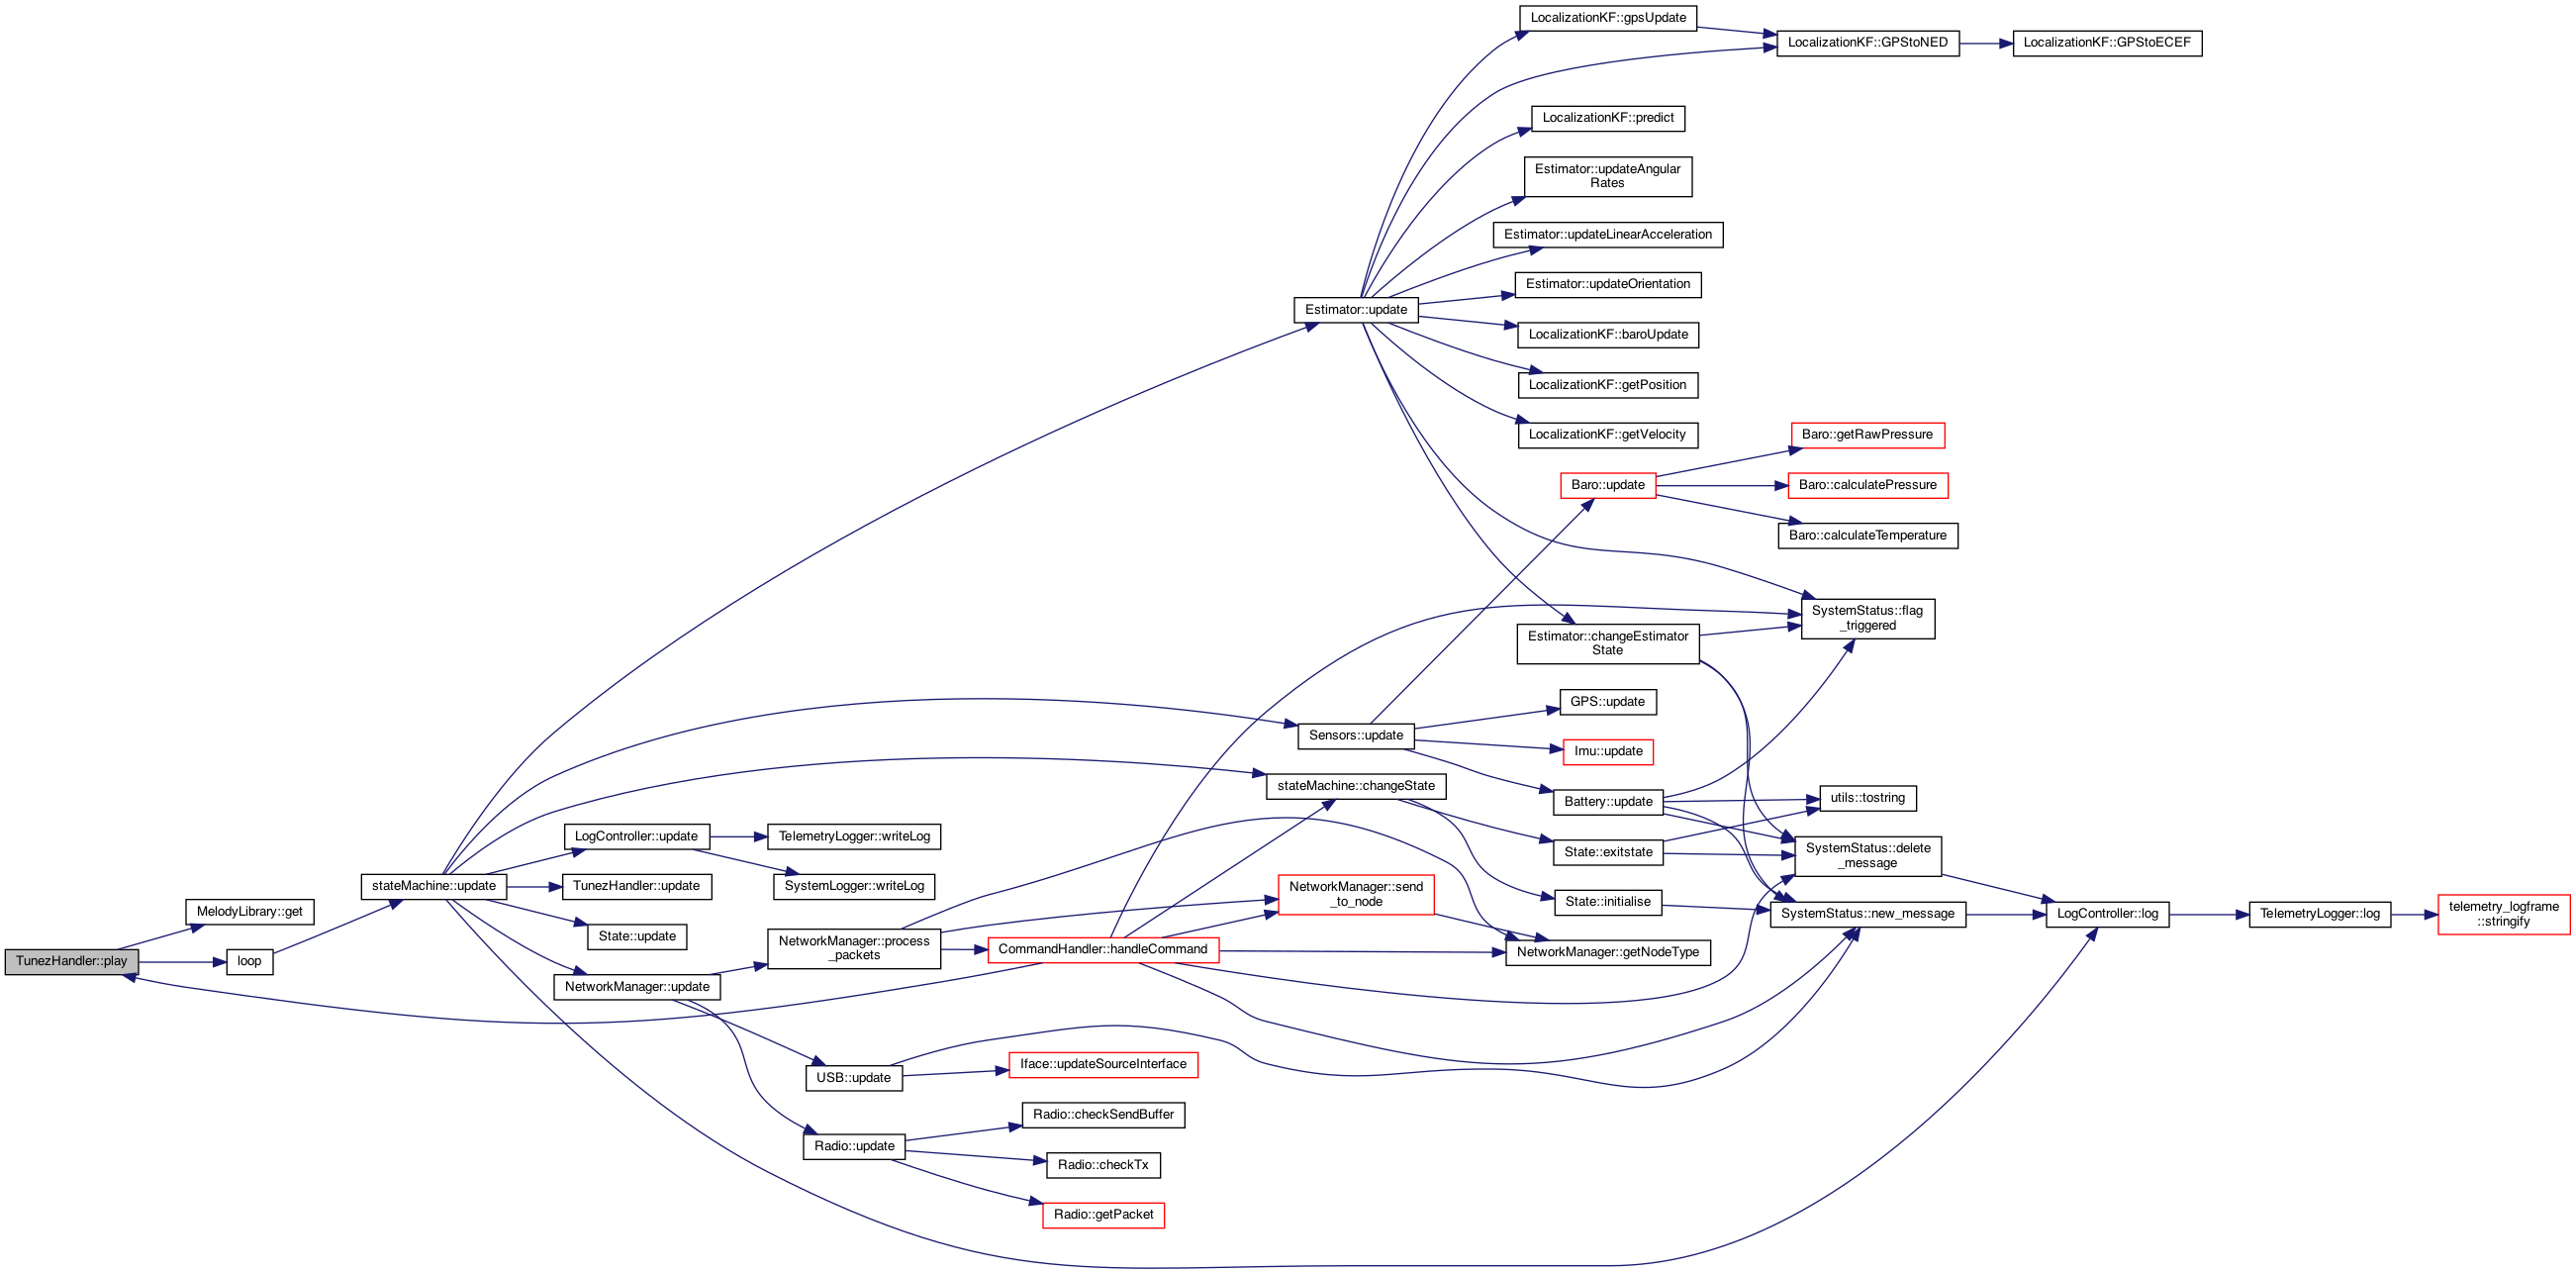 LocalizationKF::gpsUpdate
LocalizationKF::GPStoNED
LocalizationKF::GPStoECEF
LocalizationKF::predict
Estimator::updateAngular
Rates
Estimator::updateLinearAcceleration
Estimator::updateOrientation
Estimator::update
LocalizationKF::baroUpdate
LocalizationKF::getPosition
LocalizationKF::getVelocity
Baro::getRawPressure
Baro::update
Baro::calculatePressure
Baro::calculateTemperature
SystemStatus::flag
_triggered
Estimator::changeEstimator
State
GPS::update
Sensors::update
Imu::update
stateMachine::changeState
Battery::update
utils::tostring
LogController::update
TelemetryLogger::writeLog
State::exitstate
SystemStatus::delete
_message
stateMachine::update
TunezHandler::update
SystemLogger::writeLog
NetworkManager::send
_to_node
State::initialise
MelodyLibrary::get
SystemStatus::new_message
LogController::log
TelemetryLogger::log
telemetry_logframe
::stringify
State::update
NetworkManager::process
_packets
CommandHandler::handleCommand
NetworkManager::getNodeType
TunezHandler::play
loop
NetworkManager::update
Iface::updateSourceInterface
USB::update
Radio::checkSendBuffer
Radio::update
Radio::checkTx
Radio::getPacket